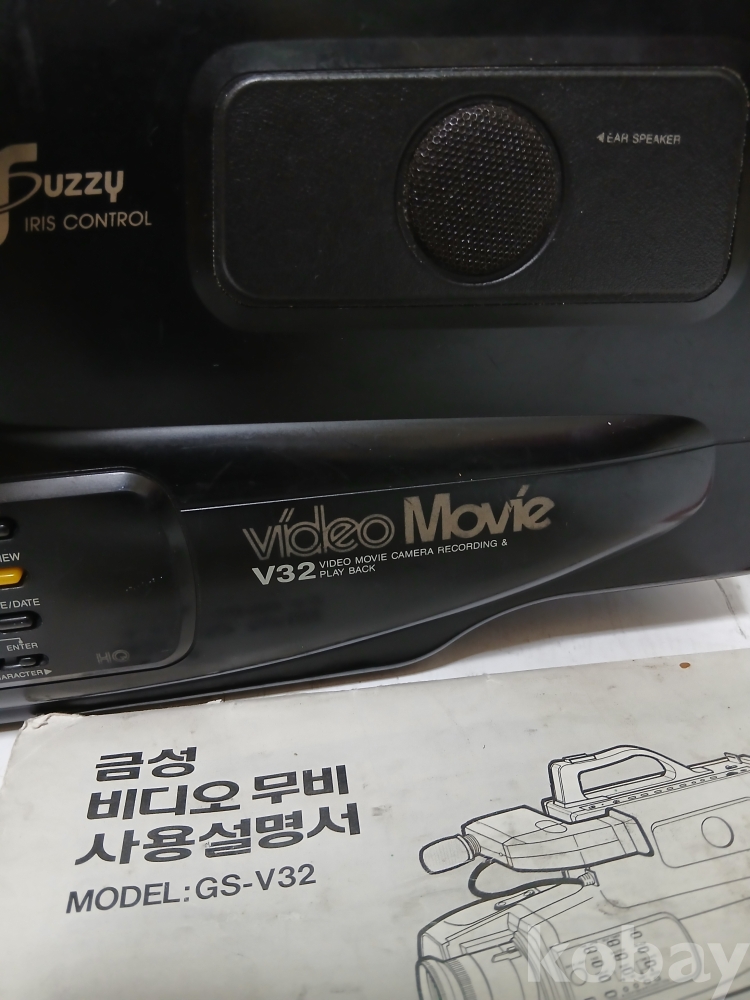 fuzzy
IRIS CONTROL
◀EAR SPEAKER
video Movie
V32 VIDEO MOVIE CAMERA RECORDING &
PLAY BACK
E/DATE
ENTER
HQ
금성
비디오 무비
사용설명서
MODEL: GS-V32
kobay